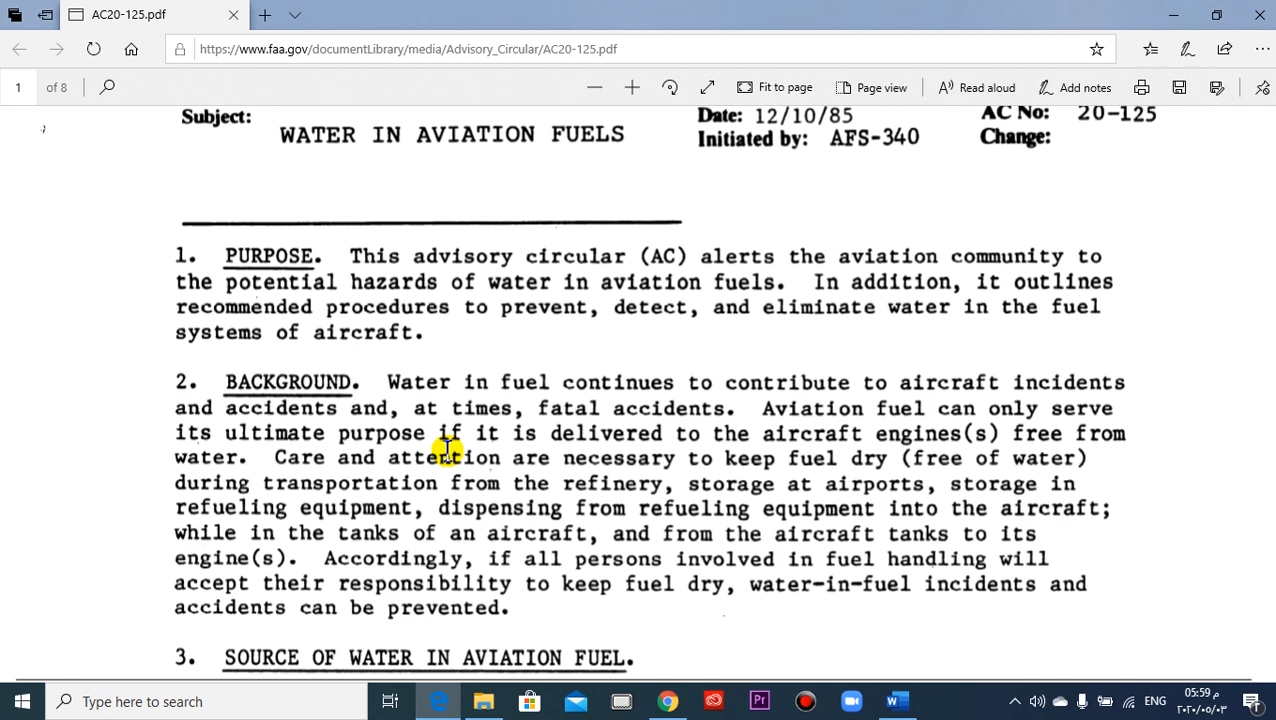 AC20-125.pdf
https://www.faa.gov/documentLibrary/media/Advisory_Circular/AC20-125.pdf
1 of 8 Fit to page Page view Read aloud Add notes
Subject: Date: 12/10/85 AC No: 20-125
WATER IN AVIATION FUELS Initiated by: AFS-340 Change:
1. PURPOSE. This advisory circular (AC) alerts the aviation community to
the potential hazards of water in aviation fuels. In addition, it outlines
recommended procedures to prevent, detect, and eliminate water in the fuel
systems of aircraft.
2. BACKGROUND. Water in fuel continues to contribute to aircraft incidents
and accidents and, at times, fatal accidents. Aviation fuel can only serve
its ultimate purpose if it is delivered to the aircraft engines(s) free from
water. Care and attention are necessary to keep fuel dry (free of water)
during transportation from the refinery, storage at airports, storage in
refueling equipment, dispensing from refueling equipment into the aircraft;
while in the tanks of an aircraft, and from the aircraft tanks to its
engine(s). Accordingly, if all persons involved in fuel handling will
accept their responsibility to keep fuel dry, water-in-fuel incidents and
accidents can be prevented.
3. SOURCE OF WATER IN AVIATION FUEL.
Type here to search Pr ENG 05:59 م
٢٠٢٠/٠٥/٠٣